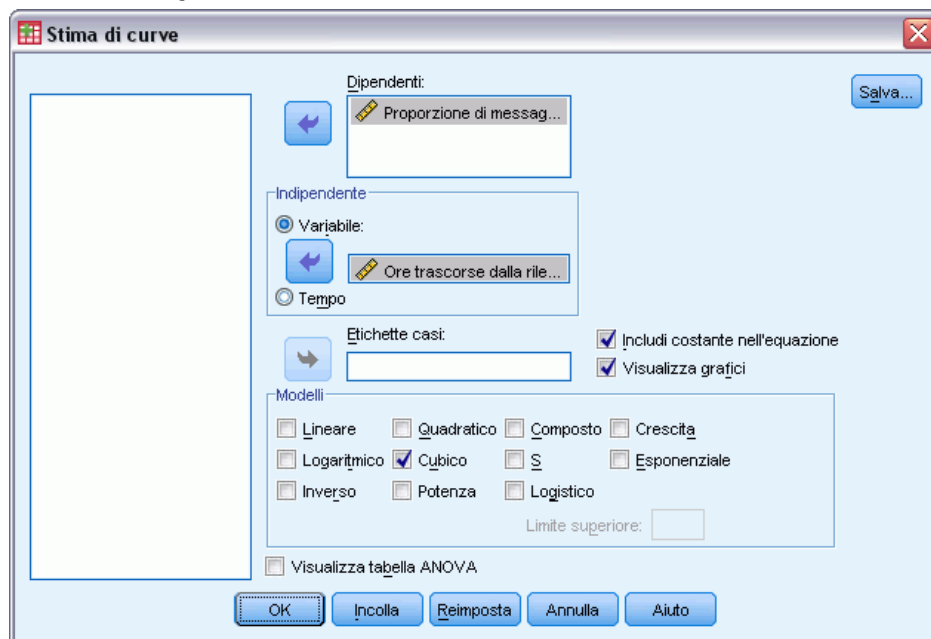 Stima di curve
Dipendenti:
Salva...
Proporzione di messag...
Indipendente
Variabile:
Ore trascorse dalla rile...
Tempo
Etichette casi:
Includi costante nell'equazione
Visualizza grafici
Modelli
Lineare Quadratico Composto Crescita
Logaritmico Cubico S Esponenziale
Inverso Potenza Logistico
Limite superiore:
Visualizza tabella ANOVA
OK Incolla Reimposta Annulla Aiuto